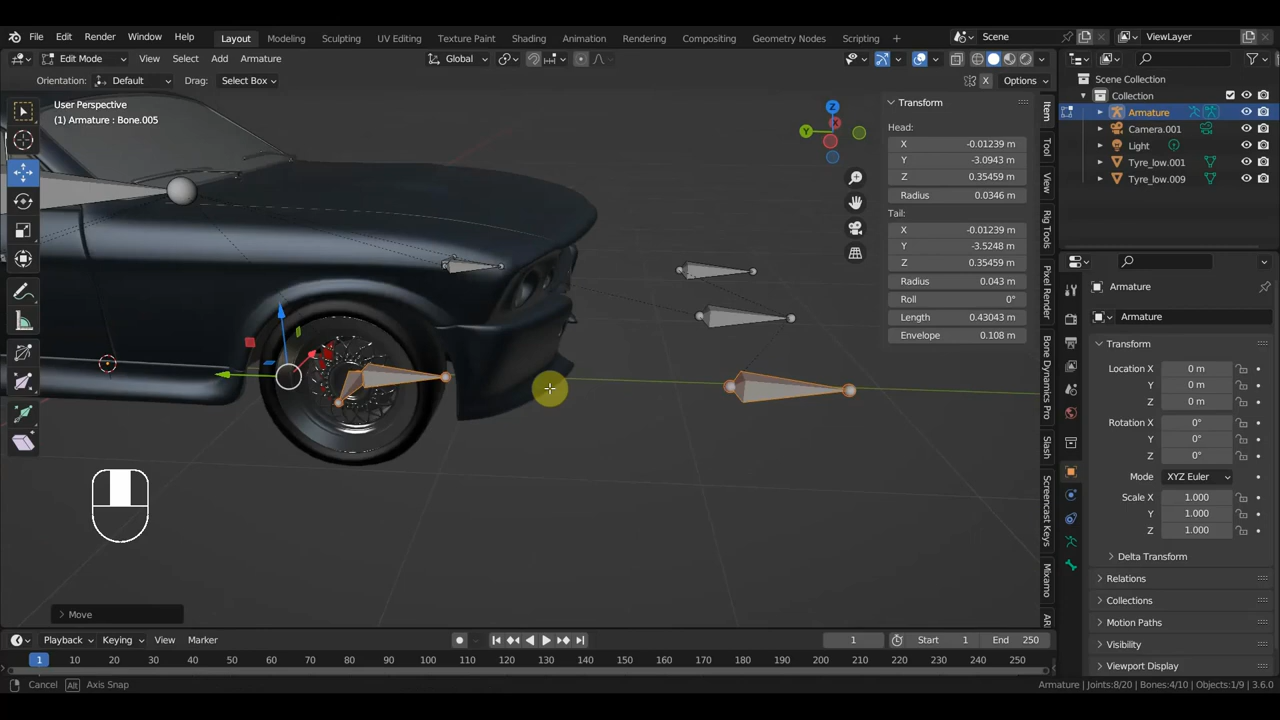 File Edit Render Window Help Layout Modeling Sculpting UV Editing Texture Paint Shading Animation Rendering Compositing Geometry Nodes Scripting + Scene ViewLayer
Edit Mode View Select Add Armature Global
Orientation: Default Drag: Select Box X Options
User Perspective
(1) Armature : Bone.005
Z
X
Y
Transform
Head:
X -0.01239 m
Y -3.0943 m
Z 0.35459 m
Radius 0.0346 m
Tail:
X -0.01239 m
Y -3.5248 m
Z 0.35459 m
Radius 0.043 m
Roll 0°
Length 0.43043 m
Envelope 0.108 m
Item
Tool
View
Rig Tools
Pixel Render
Bone Dynamics Pro
Slash
Screencast Keys
Mixamo
AR
Scene Collection
Collection
Armature
Camera.001
Light
Tyre_low.001
Tyre_low.009
Armature
Armature
Transform
Location X 0 m
Y 0 m
Z 0 m
Rotation X 0°
Y 0°
Z 0°
Mode XYZ Euler
Scale X 1.000
Y 1.000
Z 1.000
Delta Transform
Relations
Collections
Motion Paths
Visibility
Viewport Display
Move
Playback Keying View Marker 1 Start 1 End 250
1 10 20 30 40 50 60 70 80 90 100 110 120 130 140 150 160 170 180 190 200 210 220 230 240 250
Cancel Alt Axis Snap Armature | Joints:8/20 | Bones:4/10 | Objects:1/9 | 3.6.0